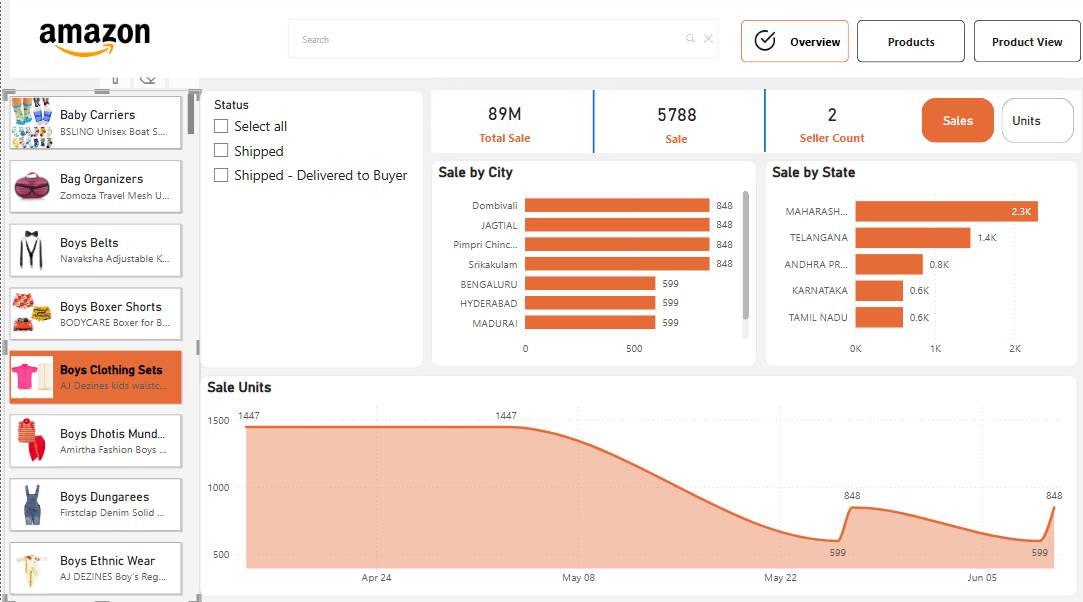 amazon
Search
Overview
Products
Product View
Baby Carriers
BSLINO Unisex Boat S...
Bag Organizers
Zomoza Travel Mesh U...
Boys Belts
Navaksha Adjustable K...
Boys Boxer Shorts
BODYCARE Boxer for B...
Boys Clothing Sets
AJ Dezines kids waistc...
Boys Dhotis Mund...
Amirtha Fashion Boys ...
Boys Dungarees
Firstclap Denim Solid ...
Boys Ethnic Wear
AJ DEZINES Boy's Reg...
Status
Select all
Shipped
Shipped - Delivered to Buyer
89M
Total Sale
5788
Sale
2
Seller Count
Sales
Units
Sale by City
Dombivali 848
JAGTIAL 848
Pimpri Chinc... 848
Srikakulam 848
BENGALURU 599
HYDERABAD 599
MADURAI 599
0 500
Sale by State
MAHARASH... 2.3K
TELANGANA 1.4K
ANDHRA PR... 0.8K
KARNATAKA 0.6K
TAMIL NADU 0.6K
0K 1K 2K
Sale Units
1500
1000
500
1447 1447
848 848
599 599
Apr 24 May 08 May 22 Jun 05